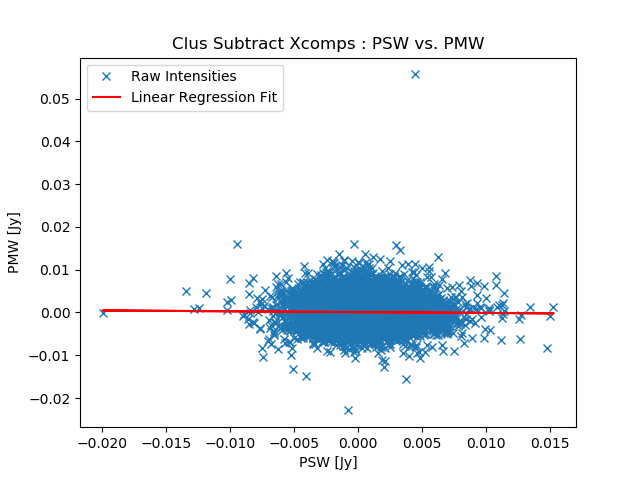 Clus Subtract Xcomps : PSW vs. PMW
Raw Intensities
Linear Regression Fit
0.05
0.04
0.03
0.02
0.01
0.00
−0.01
−0.02
PMW [Jy]
−0.020 −0.015 −0.010 −0.005 0.000 0.005 0.010 0.015
PSW [Jy]